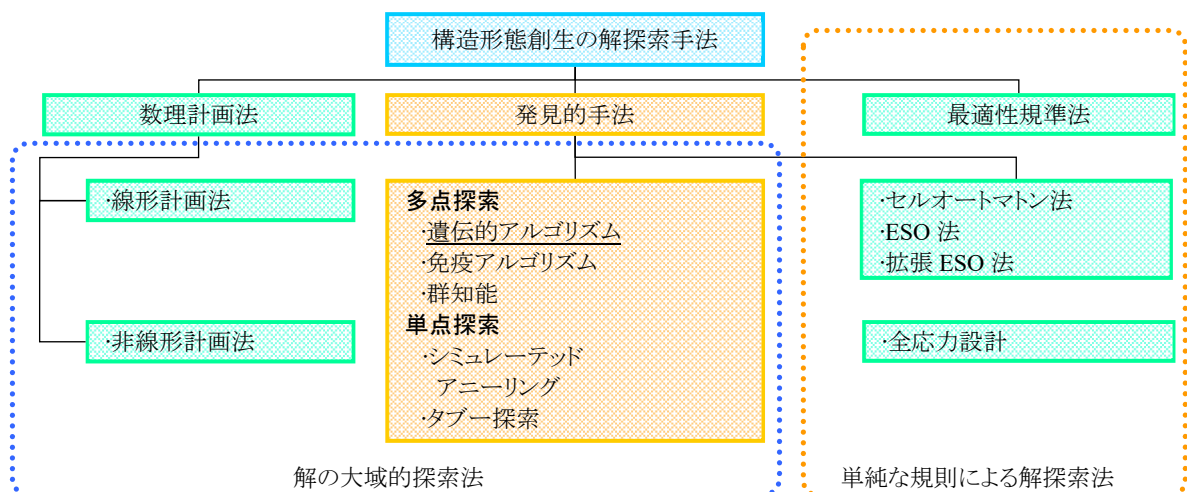 構造形態創生の解探索手法
数理計画法
発見的手法
最適性規準法
·線形計画法
·非線形計画法
多点探索
·遺伝的アルゴリズム
·免疫アルゴリズム
·群知能
単点探索
·シミュレーテッド
アニーリング
·タブー探索
·セルオートマトン法
·ESO 法
·拡張 ESO 法
·全応力設計
解の大域的探索法
単純な規則による解探索法